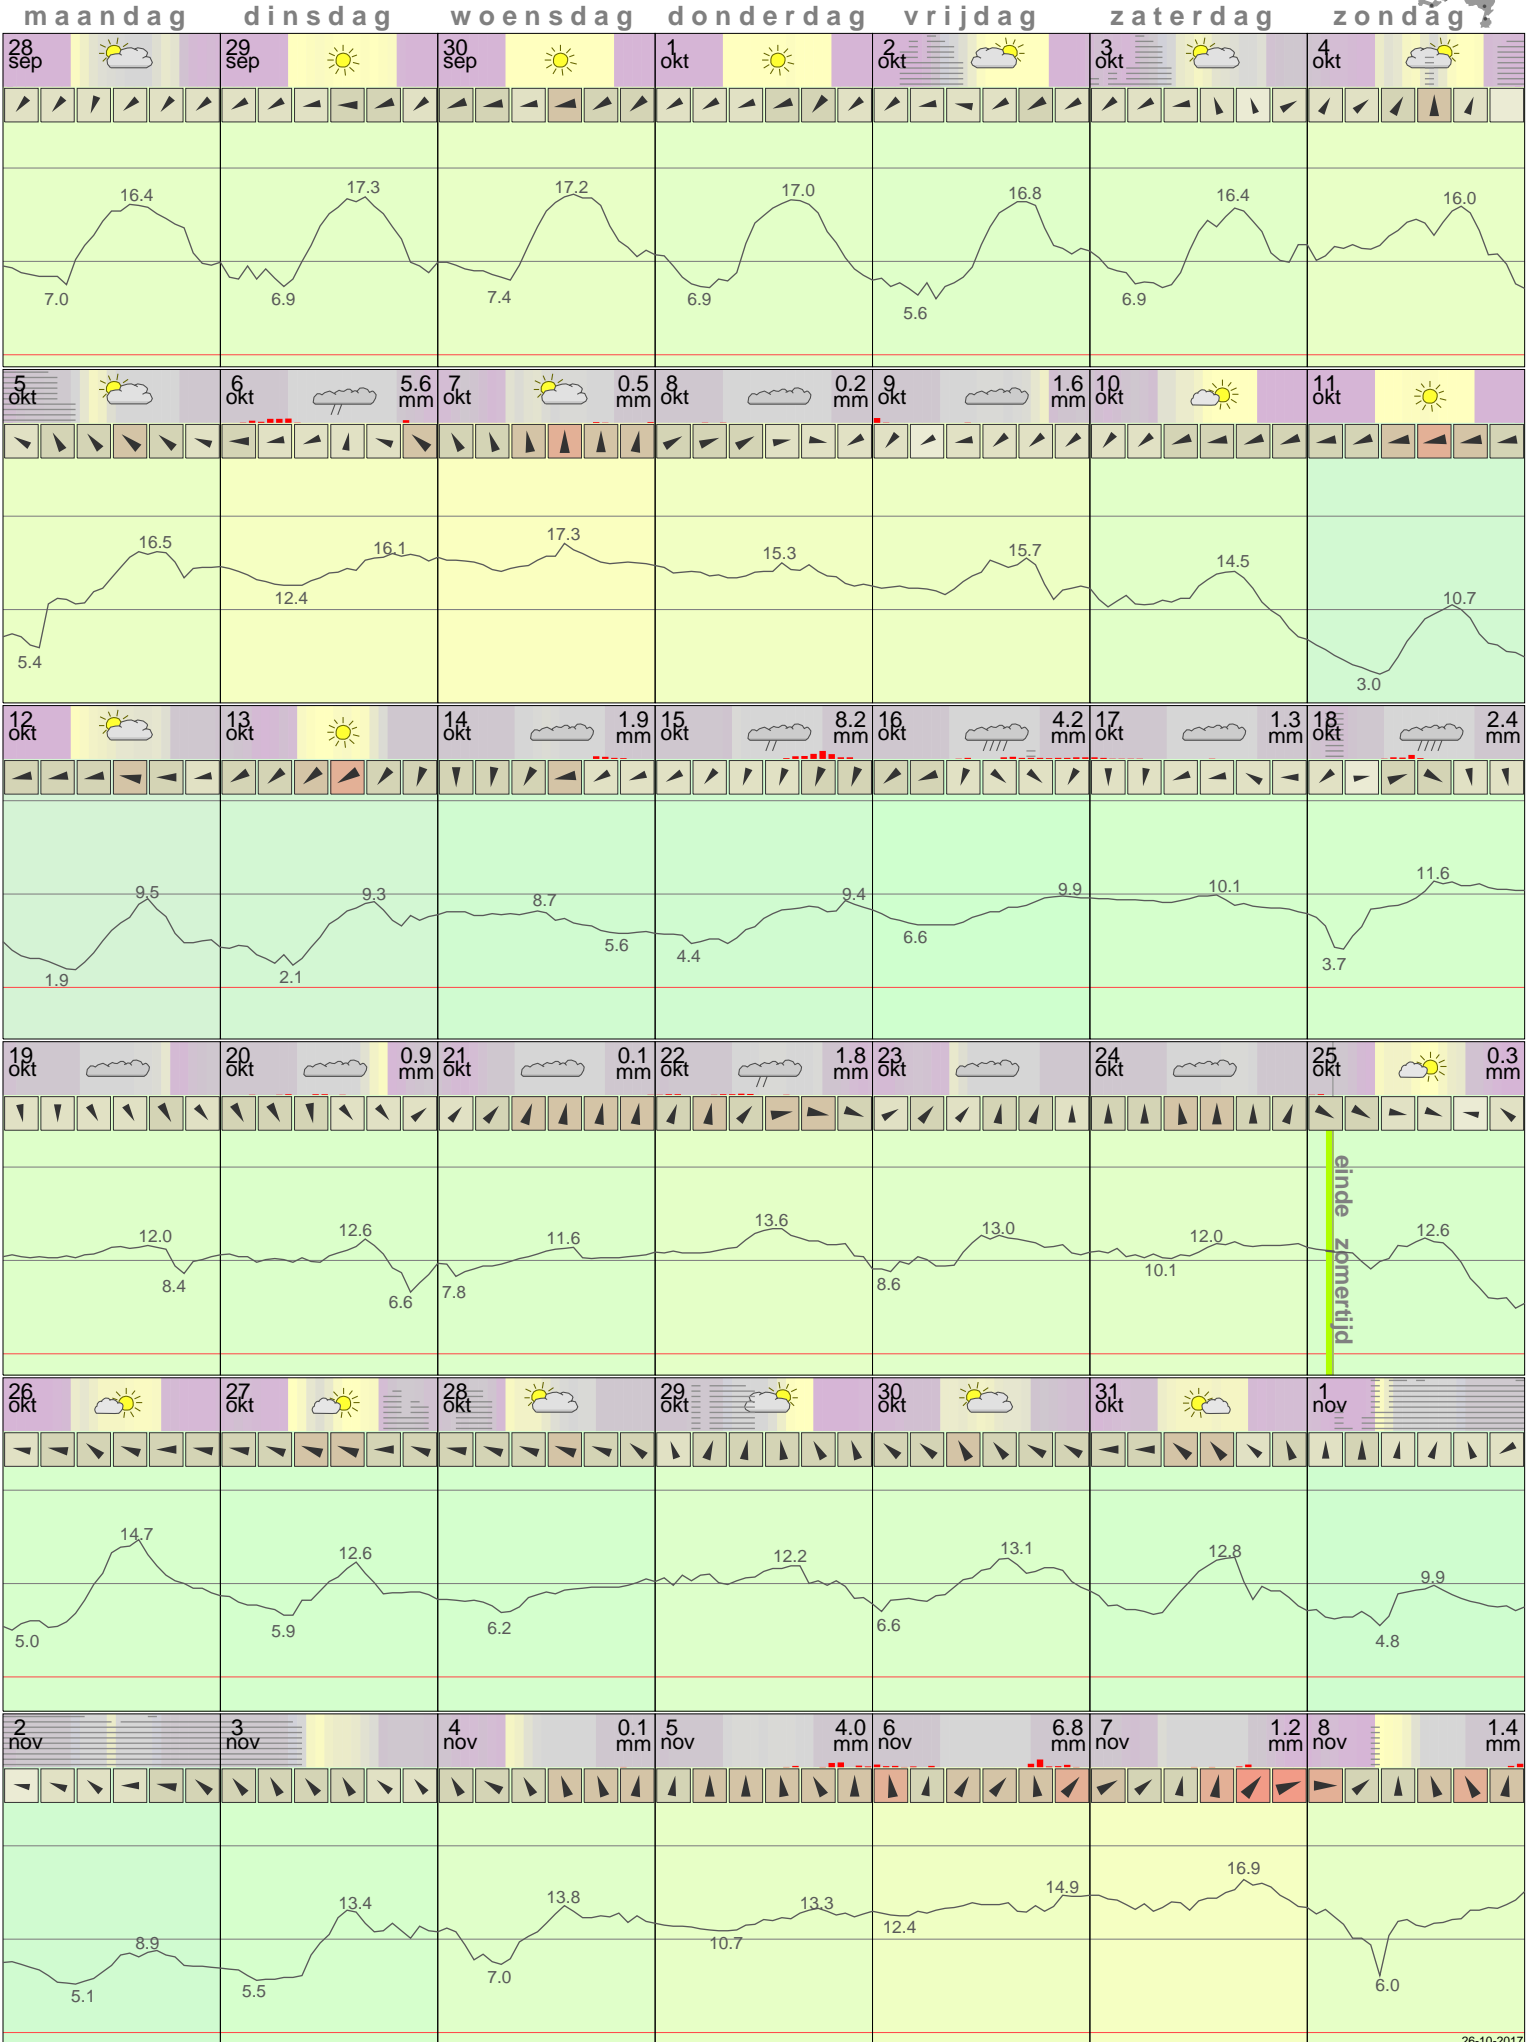 maandag dinsdag woensdag donderdag vrijdag zaterdag zondag
28 29 30 1 2 3 4
sep sep sep okt okt okt okt
16.4 17.3 17.2 17.0 16.8 16.4 16.0
7.0 6.9 7.4 6.9 5.6 6.9
5 6 5.6 7 0.5 8 0.2 9 1.6 10 11
okt okt mm okt mm okt mm okt mm okt okt
16.5 16.1 17.3 15.3 15.7 14.5 10.7
5.4 12.4 3.0
12 13 14 1.9 15 8.2 16 4.2 17 1.3 18 2.4
okt okt okt mm okt mm okt mm okt mm okt mm
9.5 9.3 8.7 9.4 9.9 10.1 11.6
1.9 2.1 5.6 4.4 6.6 3.7
19 20 0.9 21 0.1 22 1.8 23 24 25 0.3
okt okt mm okt mm okt mm okt okt okt mm
einde zomertijd
12.0 12.6 11.6 13.6 13.0 12.0 12.6
8.4 6.6 7.8 8.6 10.1
26 27 28 29 30 31 1
okt okt okt okt okt okt nov
14.7 12.6 12.2 13.1 12.8 9.9
5.0 5.9 6.2 6.6 4.8
2 3 4 0.1 5 4.0 6 6.8 7 1.2 8 1.4
nov nov nov mm nov mm nov mm nov mm nov mm
8.9 13.4 13.8 13.3 14.9 16.9
5.1 5.5 7.0 10.7 12.4 6.0
26-10-2017